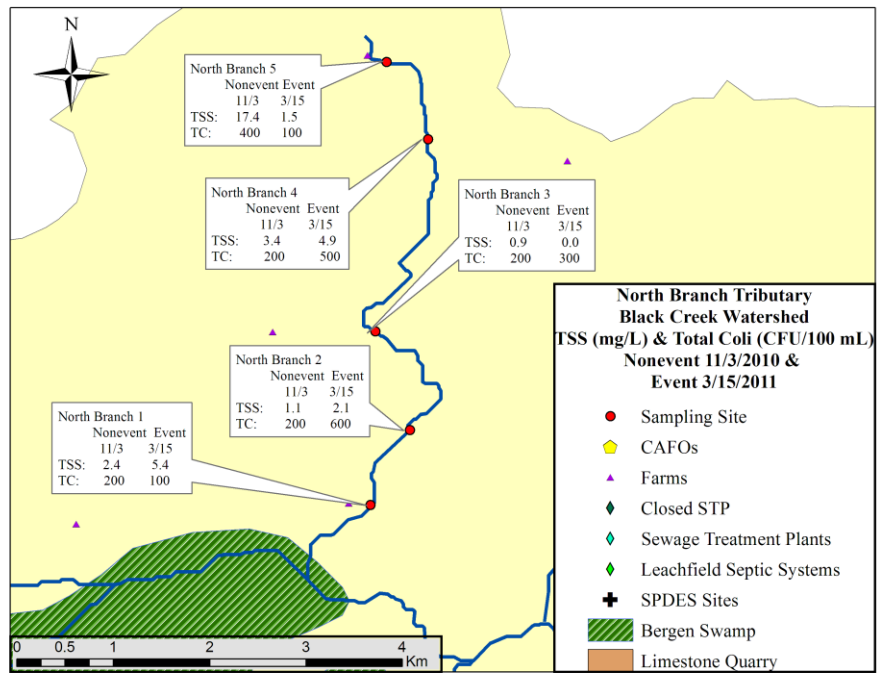 N
North Branch 5
Nonevent Event
11/3 3/15
TSS: 17.4 1.5
TC: 400 100
North Branch 4
Nonevent Event
11/3 3/15
TSS: 3.4 4.9
TC: 200 500
North Branch 3
Nonevent Event
11/3 3/15
TSS: 0.9 0.0
TC: 200 300
North Branch 2
Nonevent Event
11/3 3/15
TSS: 1.1 2.1
TC: 200 600
North Branch 1
Nonevent Event
11/3 3/15
TSS: 2.4 5.4
TC: 200 100
North Branch Tributary
Black Creek Watershed
TSS (mg/L) & Total Coli (CFU/100 mL)
Nonevent 11/3/2010 &
Event 3/15/2011
Sampling Site
CAFOs
Farms
Closed STP
Sewage Treatment Plants
Leachfield Septic Systems
SPDES Sites
Bergen Swamp
Limestone Quarry
0 0.5 1 2 3 4
Km